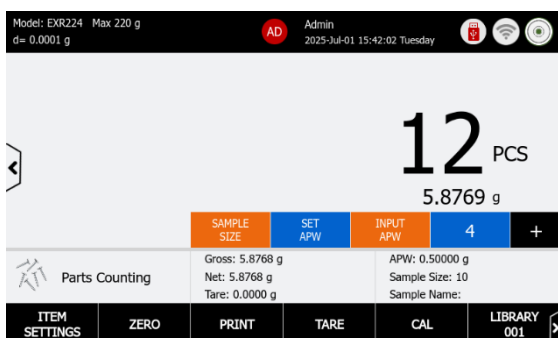 Model: EXR224 Max 220 g
d= 0.0001 g
AD
Admin
2025-Jul-01 15:42:02 Tuesday
12 PCS
5.8769 g
SAMPLE
SIZE
SET
APW
INPUT
APW
4
+
Parts Counting
Gross: 5.8768 g
Net: 5.8768 g
Tare: 0.0000 g
APW: 0.50000 g
Sample Size: 10
Sample Name:
ITEM
SETTINGS
ZERO
PRINT
TARE
CAL
LIBRARY
001